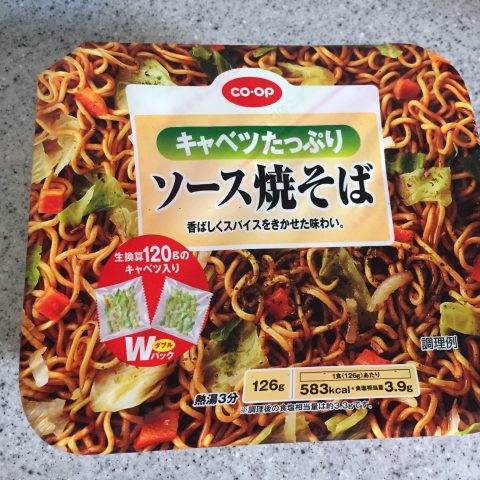 CO・OP
キャベツたっぷり
ソース焼そば
香ばしくスパイスをきかせた味わい。
生換算120gの
キャベツ入り
Wダブルパック
調理例
熱湯3分
126g
1食(126g)あたり
583kcal・食塩相当量3.9g
※調理後の食塩相当量は約3.3gです。